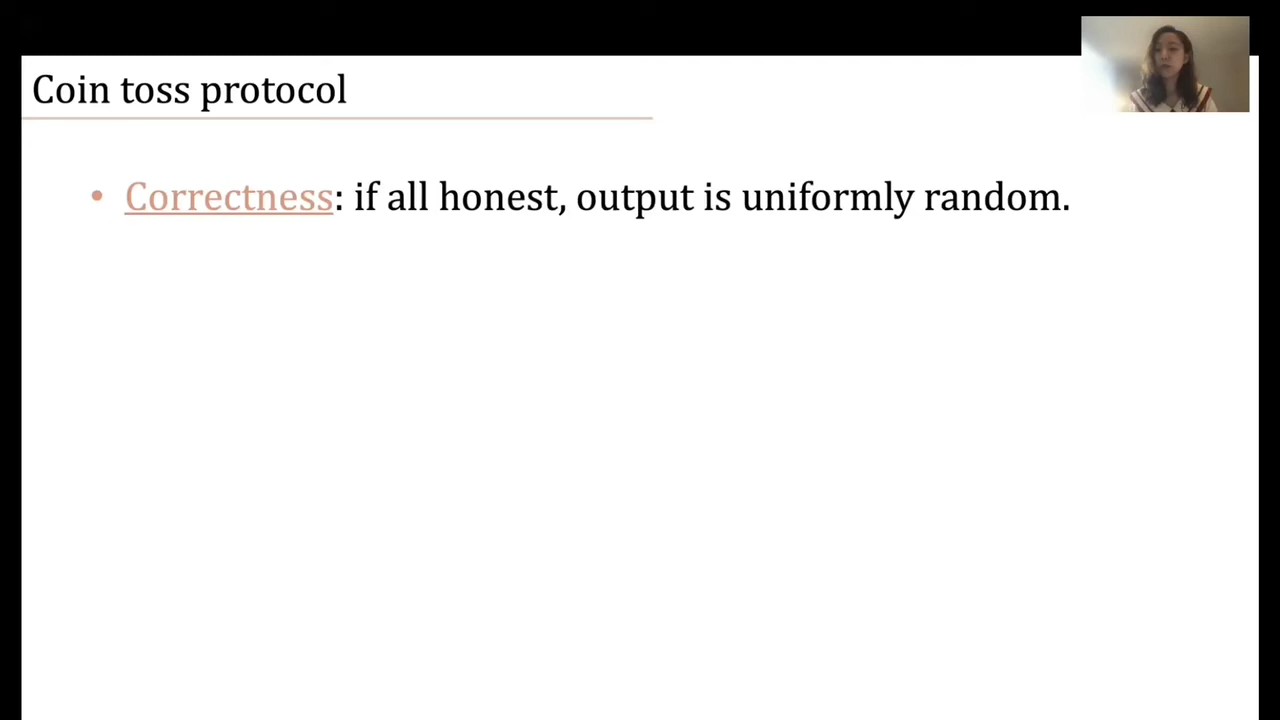 Coin toss protocol
• Correctness: if all honest, output is uniformly random.